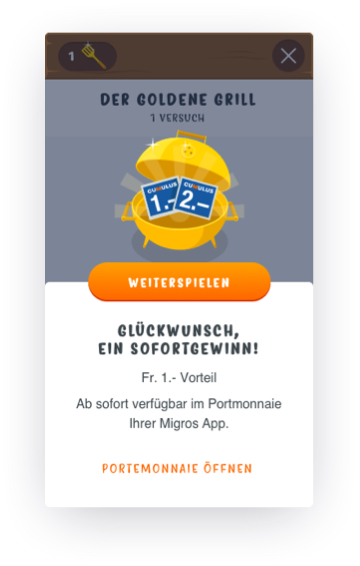 1
DER GOLDENE GRILL
1 VERSUCH
CUMULUS CUMULUS
1.– 2.–
WEITERSPIELEN
GLÜCKWUNSCH,
EIN SOFORTGEWINN!
Fr. 1.- Vorteil
Ab sofort verfügbar im Portmonnaie
Ihrer Migros App.
PORTEMONNAIE ÖFFNEN